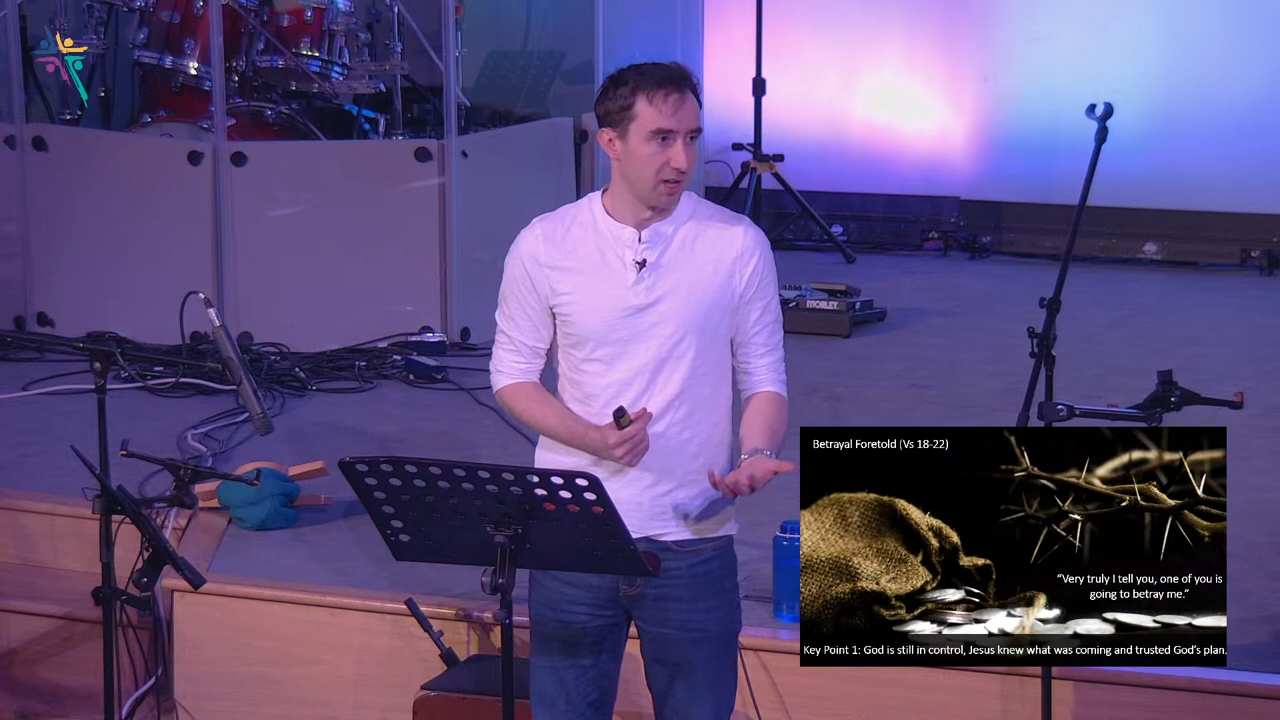 MORLEY
Betrayal Foretold (Vs 18-22)
“Very truly I tell you, one of you is
going to betray me.”
Key Point 1: God is still in control, Jesus knew what was coming and trusted God’s plan.